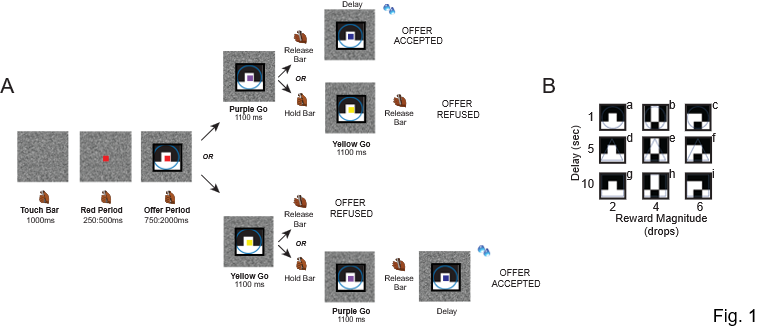 A
Touch Bar
1000ms
Red Period
250:500ms
Offer Period
750:2000ms
OR
Purple Go
1100 ms
Release
Bar
OR
Hold Bar
Delay
OFFER
ACCEPTED
Yellow Go
1100 ms
Release
Bar
OFFER
REFUSED
Yellow Go
1100 ms
Release
Bar
OFFER
REFUSED
OR
Hold Bar
Purple Go
1100 ms
Release
Bar
Delay
OFFER
ACCEPTED
B
Delay (sec)
1 a b c
5 d e f
10 g h i
2 4 6
Reward Magnitude
(drops)
Fig. 1